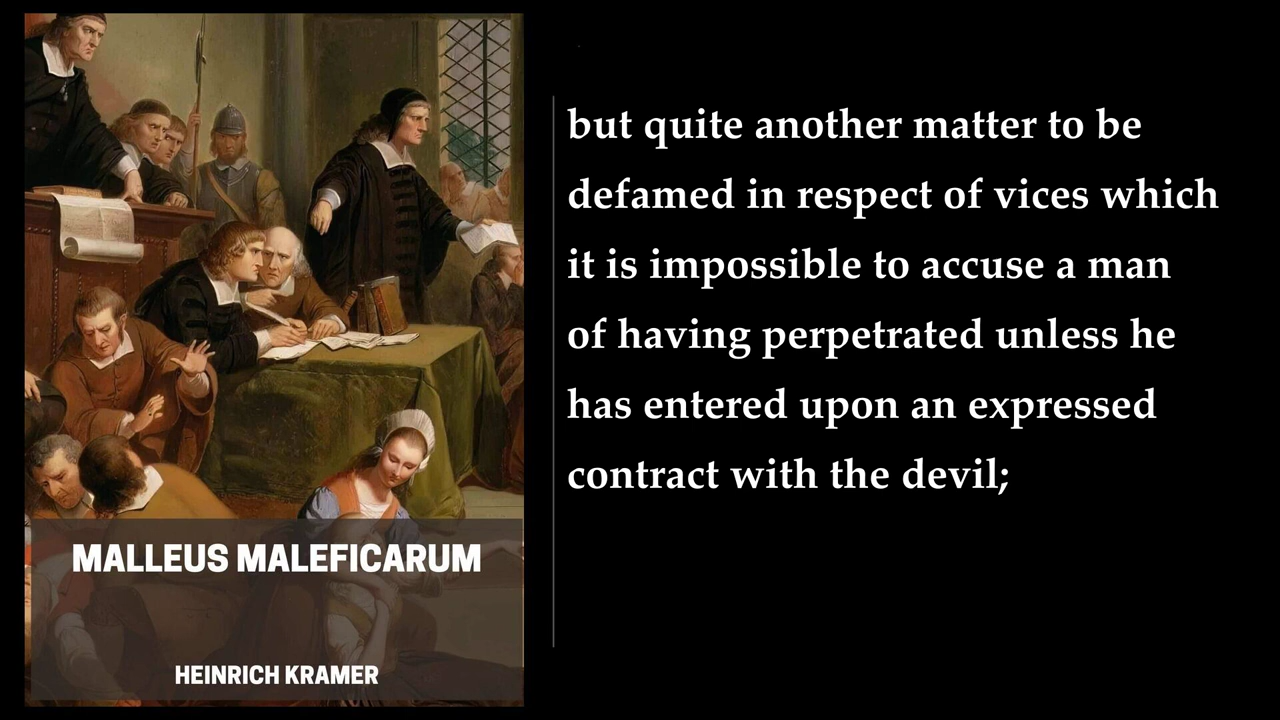 MALLEUS MALEFICARUM
HEINRICH KRAMER
but quite another matter to be
defamed in respect of vices which
it is impossible to accuse a man
of having perpetrated unless he
has entered upon an expressed
contract with the devil;